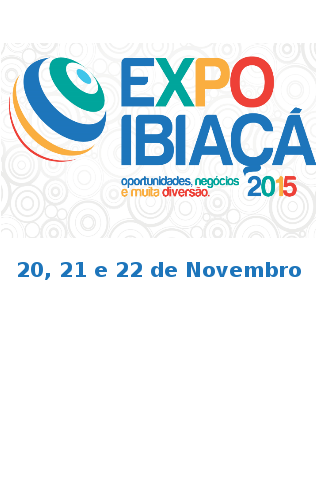 EXPO
IBIAÇÁ
oportunidades, negócios
e muita diversão.
2015
20, 21 e 22 de Novembro